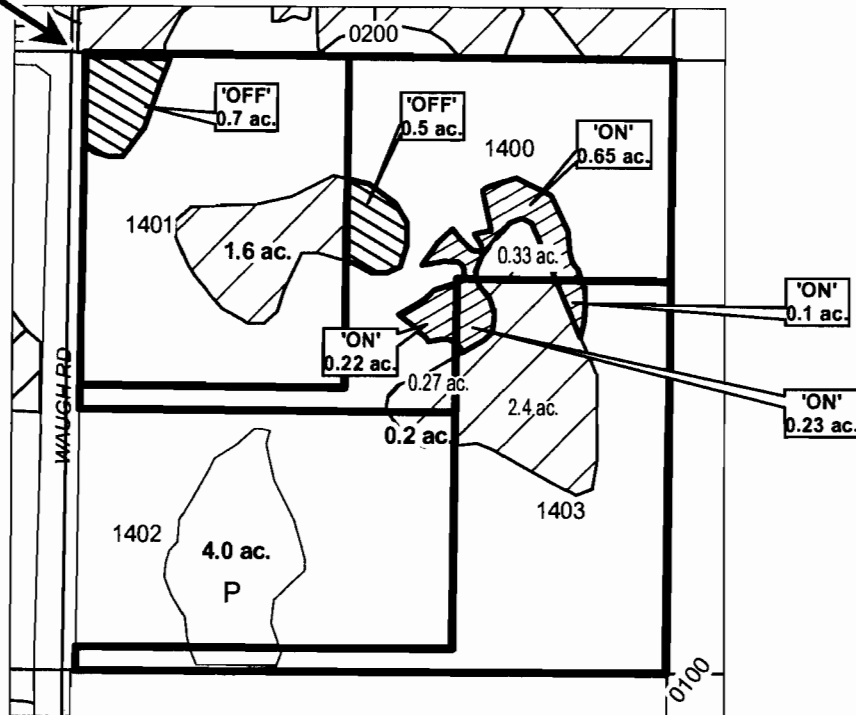 0200
'OFF'
0.7 ac.
'OFF'
0.5 ac.
'ON'
0.65 ac.
1400
1401
1.6 ac.
0.33 ac.
'ON'
0.1 ac.
'ON'
0.22 ac.
WAUGH RD
0.27 ac.
2.4 ac.
'ON'
0.23 ac.
0.2 ac.
1403
1402
4.0 ac.
P
0100